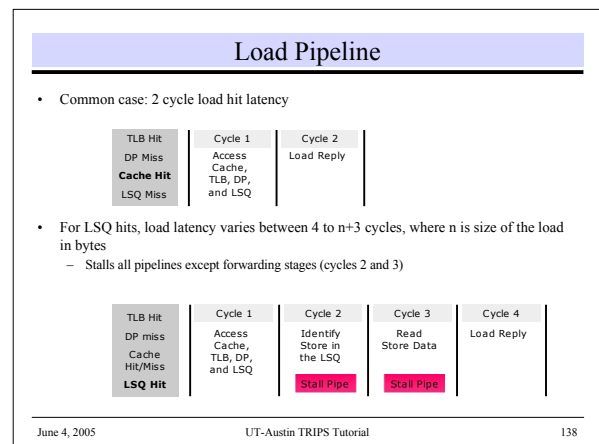 Load Pipeline
• Common case: 2 cycle load hit latency
TLB Hit
DP Miss
Cache Hit
LSQ Miss
Cycle 1
Access
Cache,
TLB, DP,
and LSQ
Cycle 2
Load Reply
• For LSQ hits, load latency varies between 4 to n+3 cycles, where n is size of the load
in bytes
– Stalls all pipelines except forwarding stages (cycles 2 and 3)
TLB Hit
DP miss
Cache
Hit/Miss
LSQ Hit
Cycle 1
Access
Cache,
TLB, DP,
and LSQ
Cycle 2
Identify
Store in
the LSQ
Stall Pipe
Cycle 3
Read
Store Data
Stall Pipe
Cycle 4
Load Reply
June 4, 2005 UT-Austin TRIPS Tutorial 138